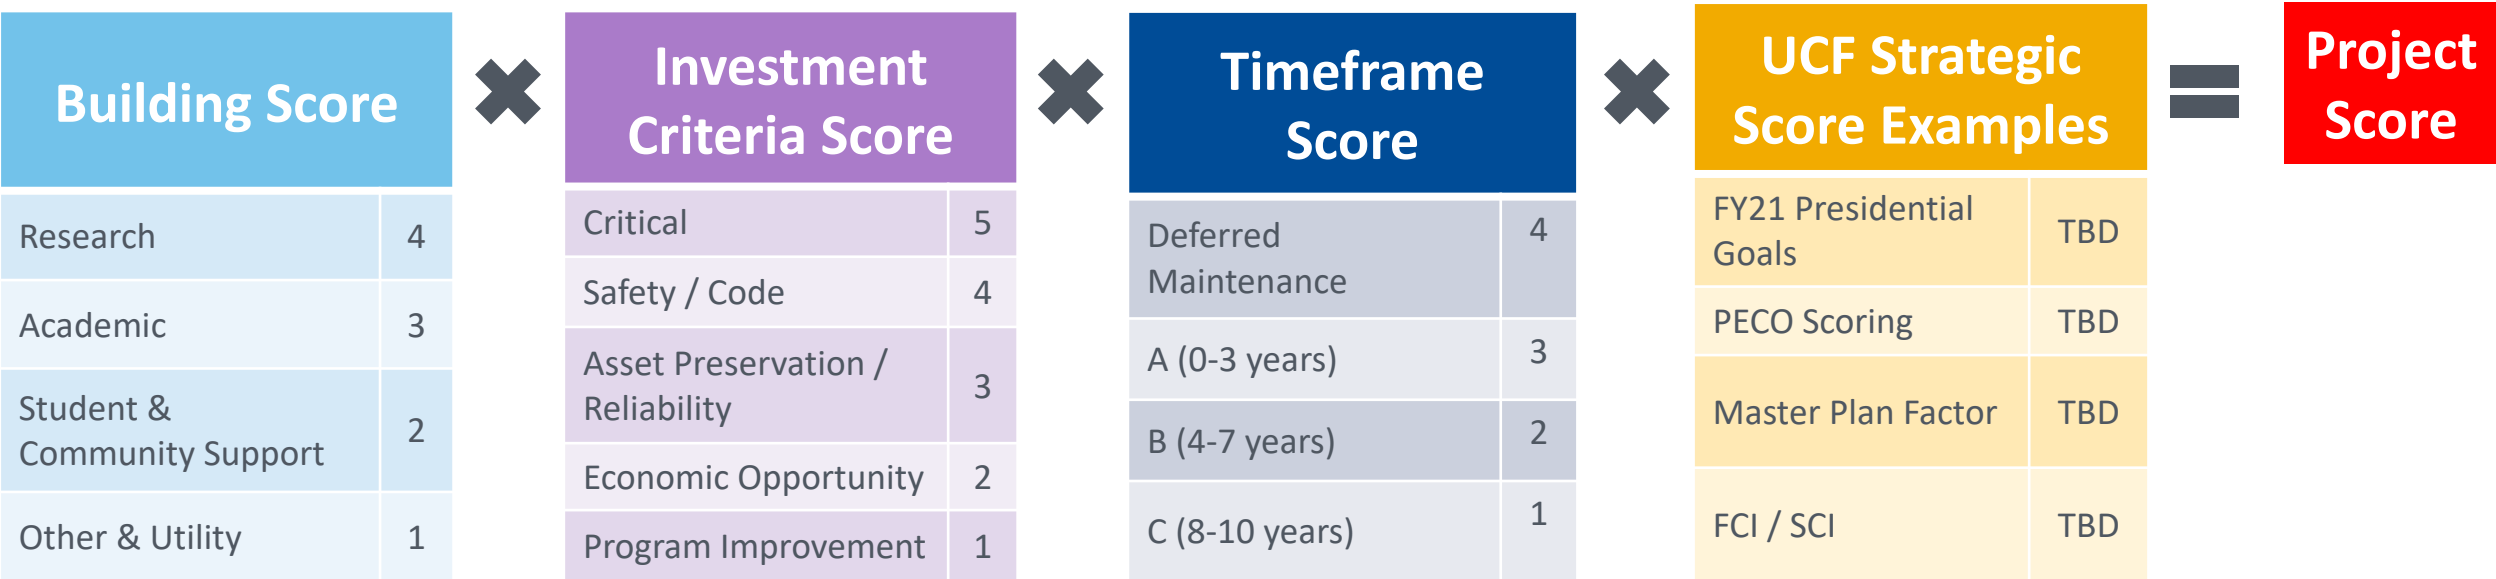 Building Score
Research 4
Academic 3
Student &
Community Support 2
Other & Utility 1
Investment
Criteria Score
Critical 5
Safety / Code 4
Asset Preservation /
Reliability 3
Economic Opportunity 2
Program Improvement 1
Timeframe
Score
Deferred 4
Maintenance
A (0-3 years) 3
B (4-7 years) 2
C (8-10 years) 1
UCF Strategic
Score Examples
FY21 Presidential
Goals TBD
PECO Scoring TBD
Master Plan Factor TBD
FCI / SCI TBD
Project
Score